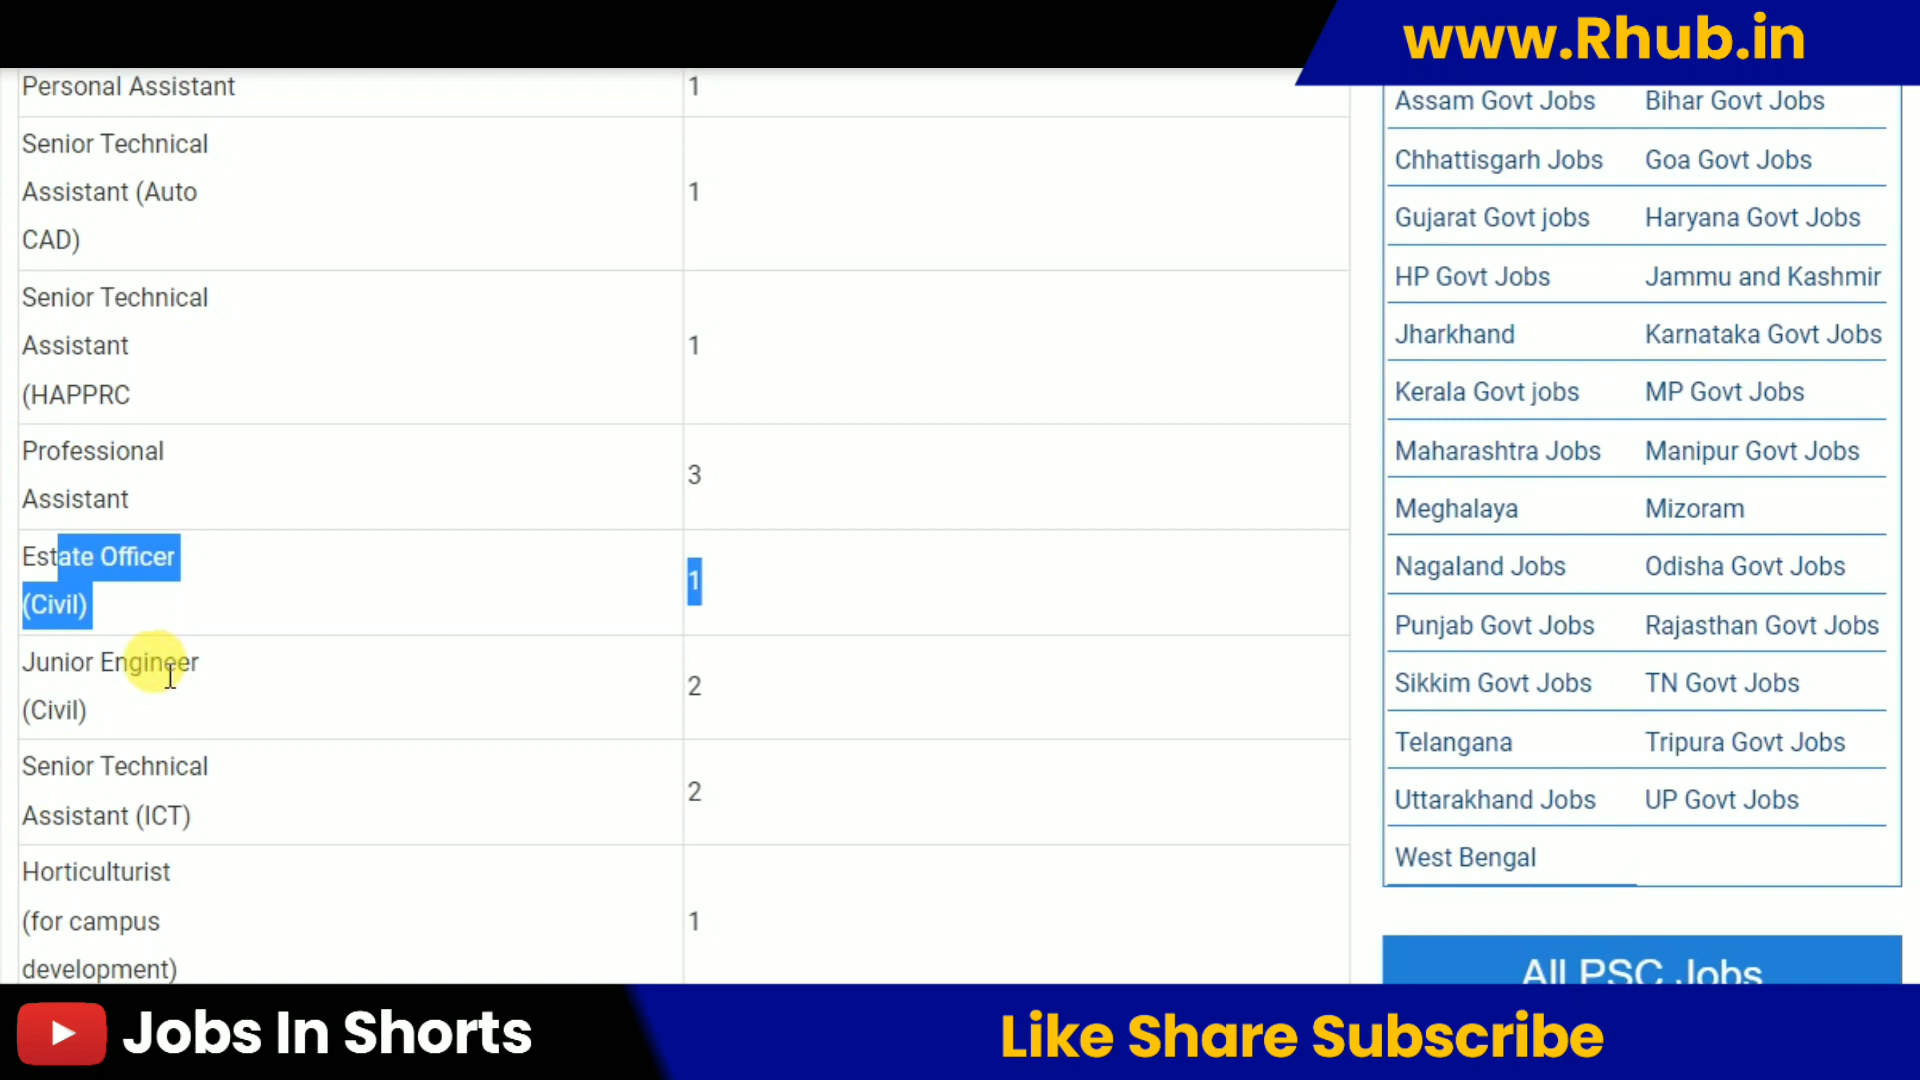 www.Rhub.in
Personal Assistant 1
Senior Technical
Assistant (Auto 1
CAD)
Senior Technical
Assistant 1
(HAPPRC
Professional
3
Assistant
Estate Officer
1
(Civil)
Junior Engineer
2
(Civil)
Senior Technical
2
Assistant (ICT)
Horticulturist
(for campus 1
development)
Assam Govt Jobs Bihar Govt Jobs
Chhattisgarh Jobs Goa Govt Jobs
Gujarat Govt jobs Haryana Govt Jobs
HP Govt Jobs Jammu and Kashmir
Jharkhand Karnataka Govt Jobs
Kerala Govt jobs MP Govt Jobs
Maharashtra Jobs Manipur Govt Jobs
Meghalaya Mizoram
Nagaland Jobs Odisha Govt Jobs
Punjab Govt Jobs Rajasthan Govt Jobs
Sikkim Govt Jobs TN Govt Jobs
Telangana Tripura Govt Jobs
Uttarakhand Jobs UP Govt Jobs
West Bengal
All PSC Jobs
Jobs In Shorts
Like Share Subscribe